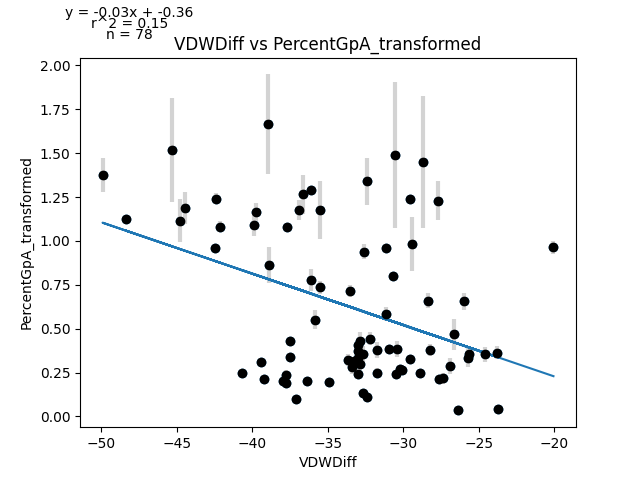 y = -0.03x + -0.36
r^2 = 0.15
n = 78
VDWDiff vs PercentGpA_transformed
2.00
1.75
1.50
1.25
1.00
0.75
0.50
0.25
0.00
PercentGpA_transformed
−50 −45 −40 −35 −30 −25 −20
VDWDiff